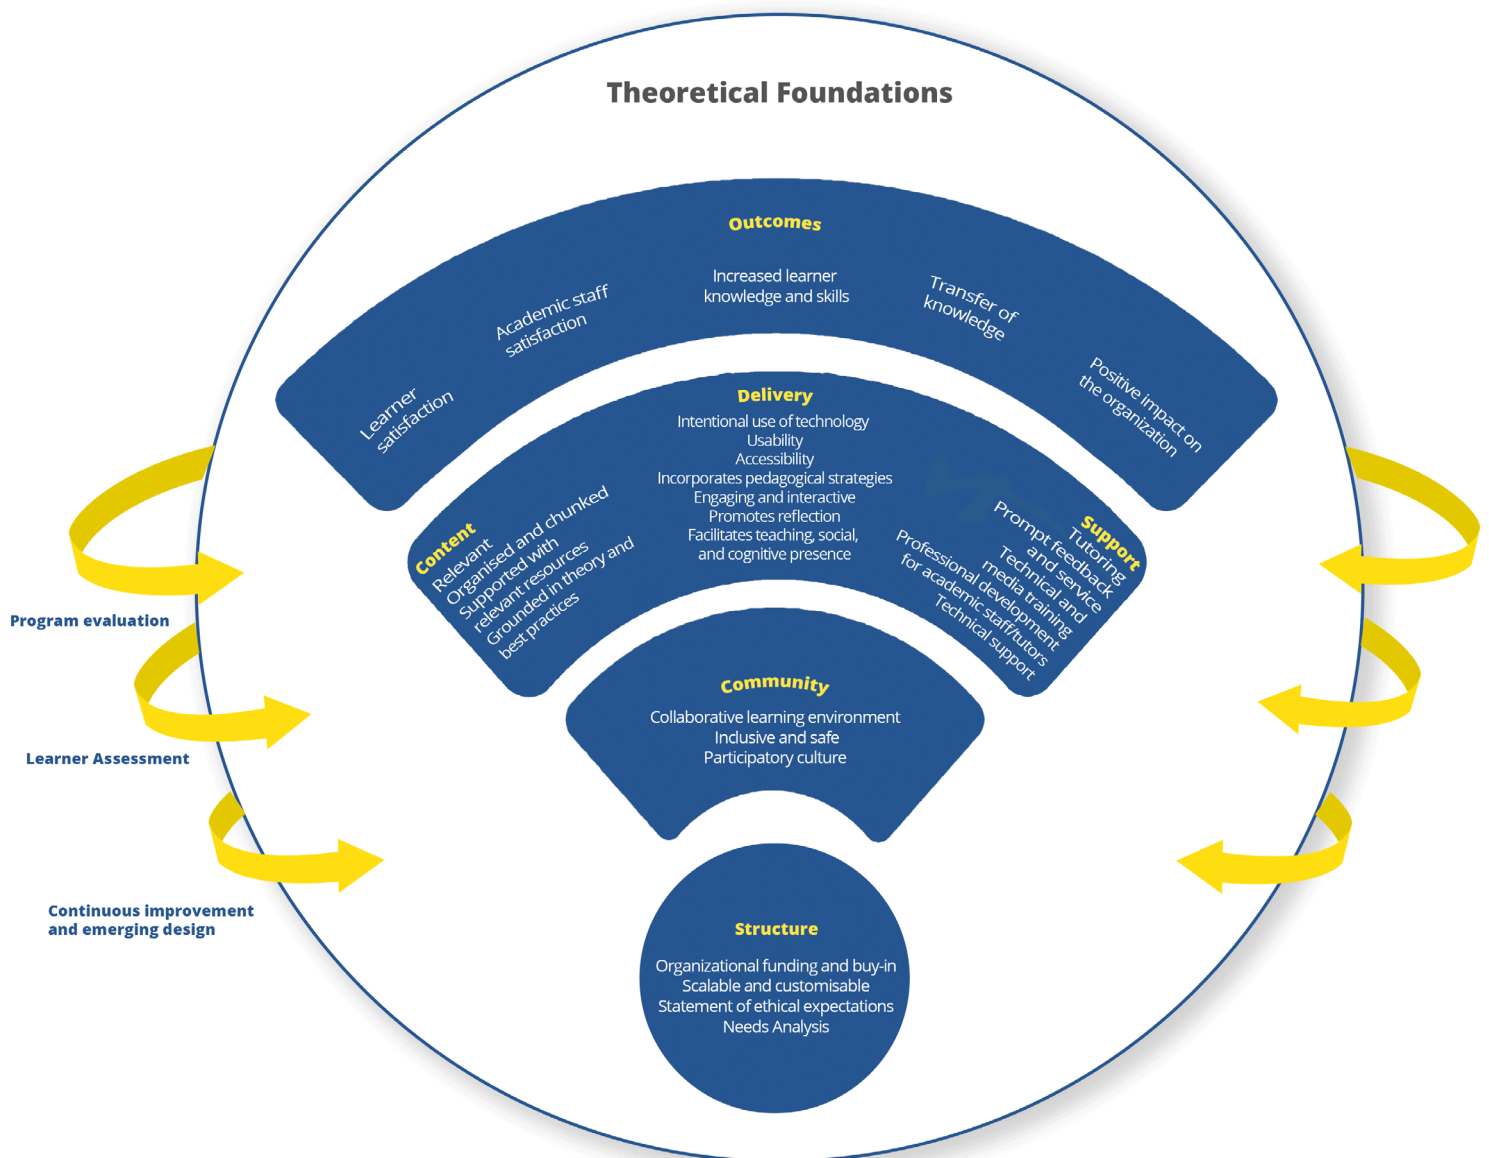 Theoretical Foundations
Outcomes
Learner
satisfaction
Academic staff
satisfaction
Increased learner
knowledge and skills
Transfer of
knowledge
Positive impact on
the organization
Content
Relevant
Organised and chunked
Supported with
relevant resources
Grounded in theory and
best practices
Delivery
Intentional use of technology
Usability
Accessibility
Incorporates pedagogical strategies
Engaging and interactive
Promotes reflection
Facilitates teaching, social,
and cognitive presence
Support
Tutoring
Prompt feedback
and service
Technical and
media training
Professional development
for academic staff/tutors
Technical support
Community
Collaborative learning environment
Inclusive and safe
Participatory culture
Structure
Organizational funding and buy-in
Scalable and customisable
Statement of ethical expectations
Needs Analysis
Program evaluation
Learner Assessment
Continuous improvement
and emerging design